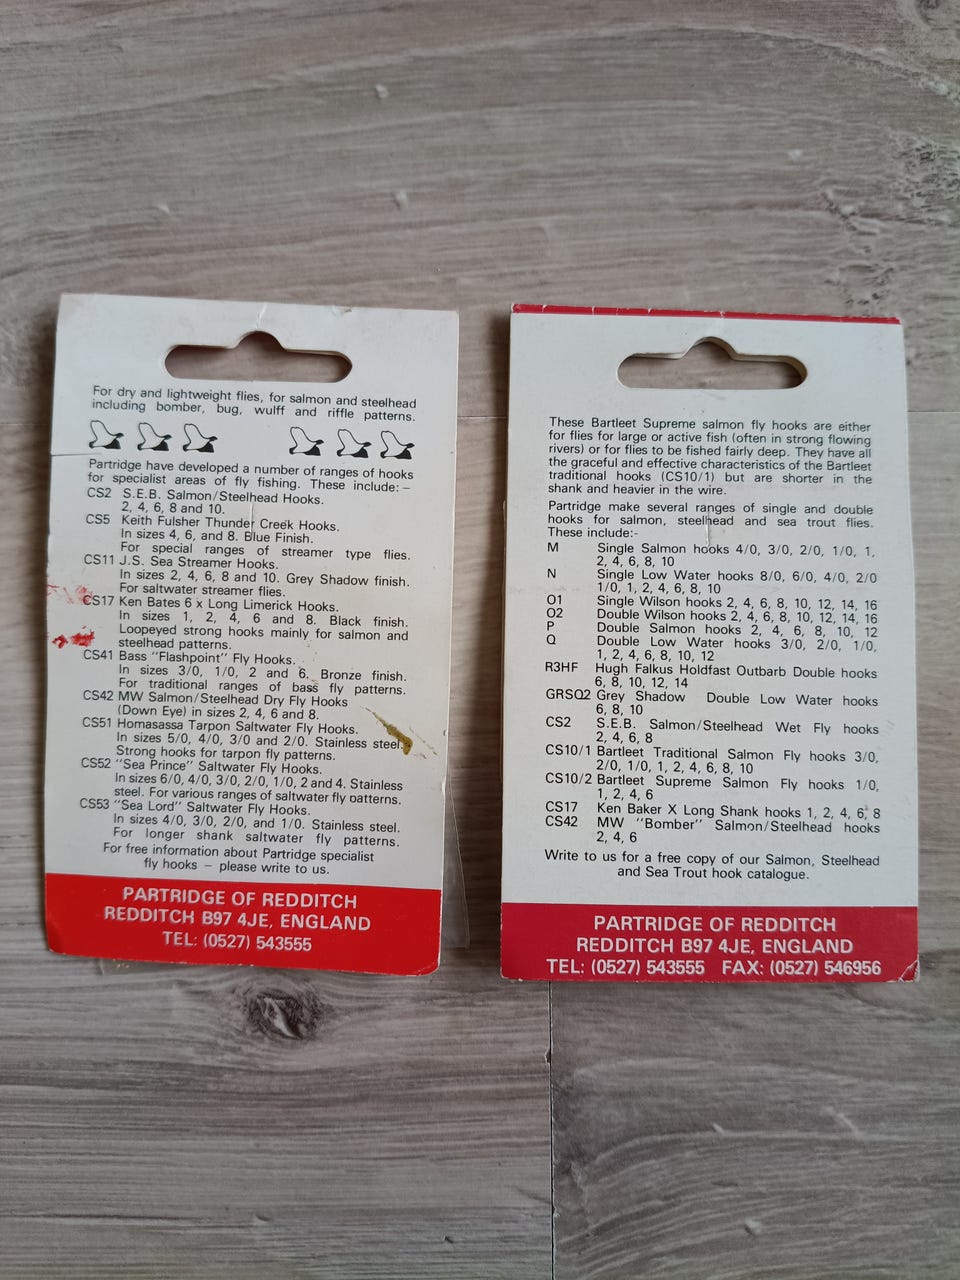 For dry and lightweight flies, for salmon and steelhead
including bomber, bug, wulff and riffle patterns.
Partridge have developed a number of ranges of hooks
for specialist areas of fly fishing. These include:–
CS2 S.E.B. Salmon/Steelhead Hooks.
2, 4, 6, 8 and 10.
CS5 Keith Fulsher Thunder Creek Hooks.
In sizes 4, 6, and 8. Blue Finish.
For special ranges of streamer type flies.
CS11 J.S. Sea Streamer Hooks.
In sizes 2, 4, 6, 8 and 10. Grey Shadow finish.
For saltwater streamer flies.
CS17 Ken Bates 6 x Long Limerick Hooks.
In sizes 1, 2, 4, 6 and 8. Black finish.
Loopeyed strong hooks mainly for salmon and
steelhead patterns.
CS41 Bass "Flashpoint" Fly Hooks.
In sizes 3/0, 1/0, 2 and 6. Bronze finish.
For traditional ranges of bass fly patterns.
CS42 MW Salmon/Steelhead Dry Fly Hooks
(Down Eye) in sizes 2, 4, 6 and 8.
CS51 Homasassa Tarpon Saltwater Fly Hooks.
In sizes 5/0, 4/0, 3/0 and 2/0. Stainless steel.
Strong hooks for tarpon fly patterns.
CS52 "Sea Prince" Saltwater Fly Hooks.
In sizes 6/0, 4/0, 3/0, 2/0, 1/0, 2 and 4. Stainless
steel. For various ranges of saltwater fly patterns.
CS53 "Sea Lord" Saltwater Fly Hooks.
In sizes 4/0, 3/0, 2/0, and 1/0. Stainless steel.
For longer shank saltwater fly patterns.
For free information about Partridge specialist
fly hooks – please write to us.
PARTRIDGE OF REDDITCH
REDDITCH B97 4JE, ENGLAND
TEL: (0527) 543555
These Bartleet Supreme salmon fly hooks are either
for flies for large or active fish (often in strong flowing
rivers) or for flies to be fished fairly deep. They have all
the graceful and effective characteristics of the Bartleet
traditional hooks (CS10/1) but are shorter in the
shank and heavier in the wire.
Partridge make several ranges of single and double
hooks for salmon, steelhead and sea trout flies.
These include:-
M Single Salmon hooks 4/0, 3/0, 2/0, 1/0, 1,
2, 4, 6, 8, 10
N Single Low Water hooks 8/0, 6/0, 4/0, 2/0
1/0, 1, 2, 4, 6, 8, 10
O1 Single Wilson hooks 2, 4, 6, 8, 10, 12, 14, 16
O2 Double Wilson hooks 2, 4, 6, 8, 10, 12, 14, 16
P Double Salmon hooks 2, 4, 6, 8, 10, 12
Q Double Low Water hooks 3/0, 2/0, 1/0,
1, 2, 4, 6, 8, 10, 12
R3HF Hugh Falkus Holdfast Outbarb Double hooks
6, 8, 10, 12, 14
GRSQ2 Grey Shadow Double Low Water hooks
6, 8, 10
CS2 S.E.B. Salmon/Steelhead Wet Fly hooks
2, 4, 6, 8
CS10/1 Bartleet Traditional Salmon Fly hooks 3/0,
2/0, 1/0, 1, 2, 4, 6, 8, 10
CS10/2 Bartleet Supreme Salmon Fly hooks 1/0,
1, 2, 4, 6
CS17 Ken Baker X Long Shank hooks 1, 2, 4, 6, 8
CS42 MW "Bomber" Salmon/Steelhead hooks
2, 4, 6
Write to us for a free copy of our Salmon, Steelhead
and Sea Trout hook catalogue.
PARTRIDGE OF REDDITCH
REDDITCH B97 4JE, ENGLAND
TEL: (0527) 543555 FAX: (0527) 546956